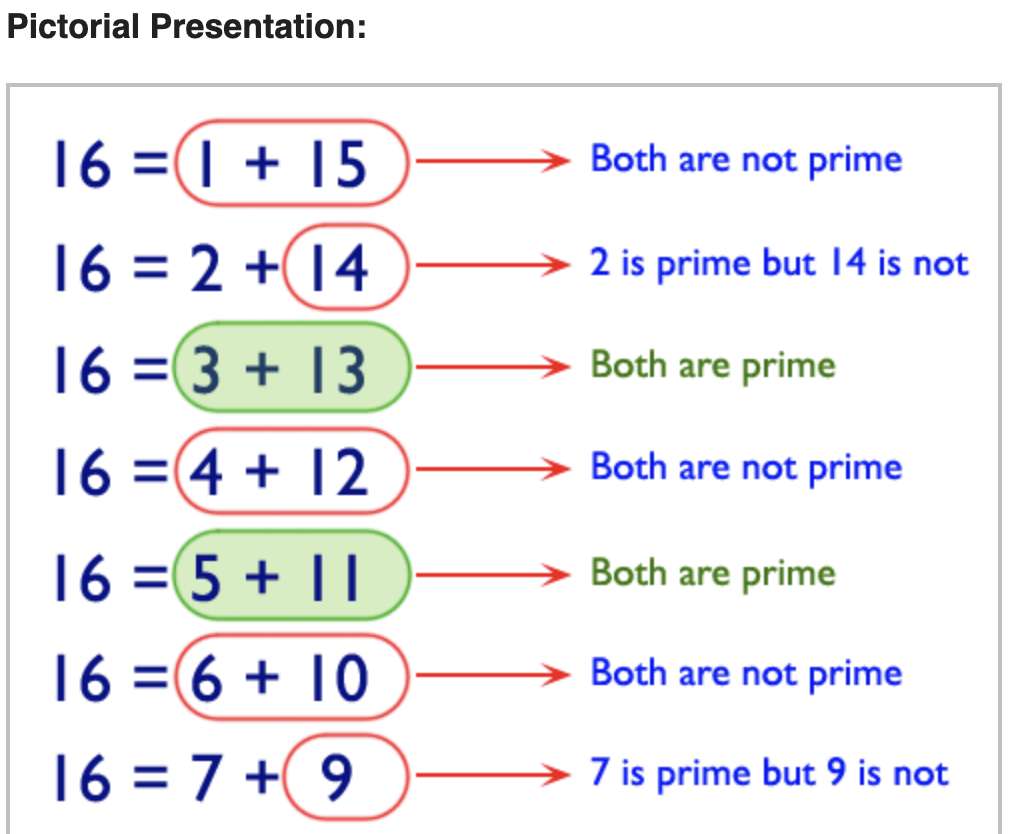 Pictorial Presentation:
16 = 1 + 15 Both are not prime
16 = 2 + 14 2 is prime but 14 is not
16 = 3 + 13 Both are prime
16 = 4 + 12 Both are not prime
16 = 5 + 11 Both are prime
16 = 6 + 10 Both are not prime
16 = 7 + 9 7 is prime but 9 is not